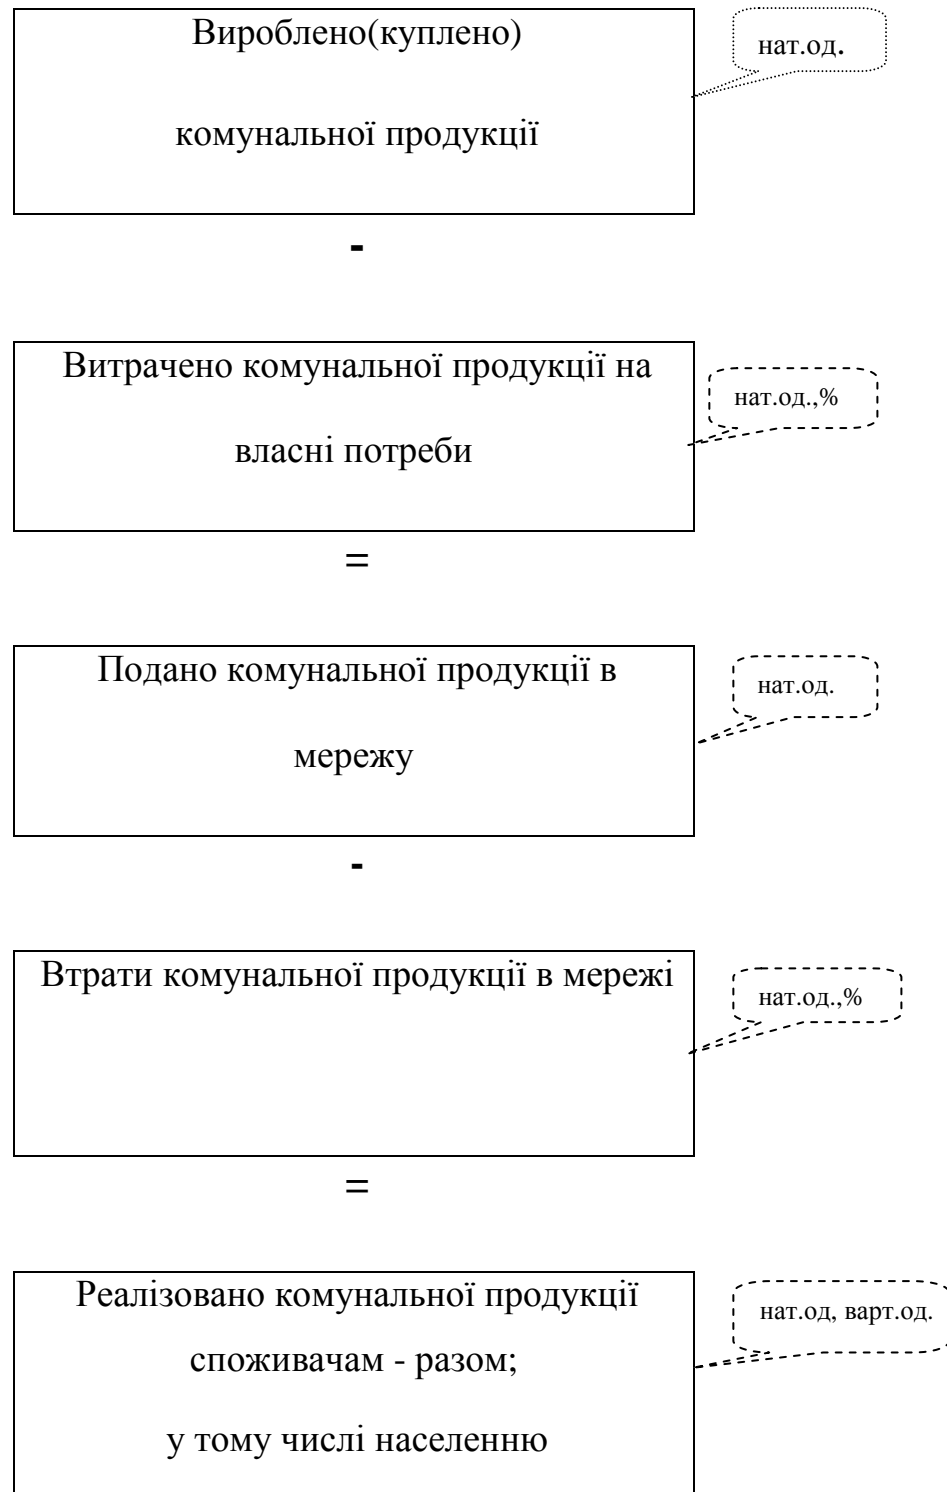 Вироблено(куплено)
нат.од.
комунальної продукції
-
Витрачено комунальної продукції на
нат.од.,%
власні потреби
=
Подано комунальної продукції в
нат.од.
мережу
-
Втрати комунальної продукції в мережі
нат.од.,%
=
Реалізовано комунальної продукції
нат.од, варт.од.
споживачам - разом;
у тому числі населенню